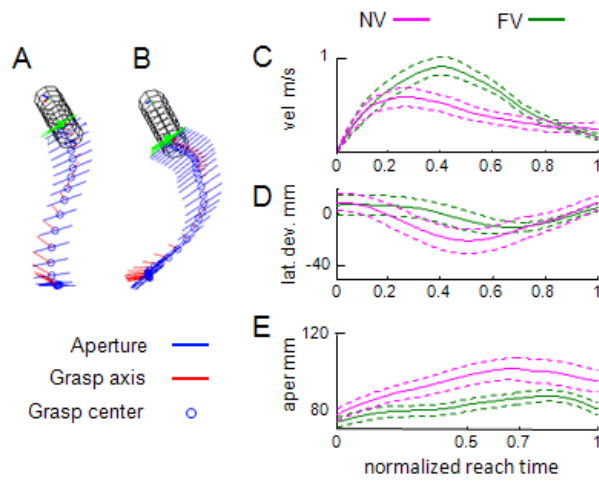 NV FV
A B C
vel m/s
1
0 0.2 0.4 0.6 0.8 1
D
lat. dev. mm
0
-40
0 0.2 0.4 0.6 0.8 1
E
aper mm
120
80
0 0.5 0.7 1
normalized reach time
Aperture
Grasp axis
Grasp center